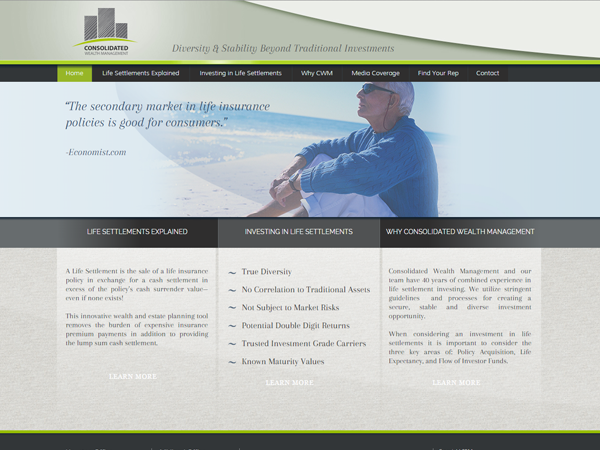 CONSOLIDATED
WEALTH MANAGEMENT
Diversity & Stability Beyond Traditional Investments
Home
Life Settlements Explained
Investing in Life Settlements
Why CWM
Media Coverage
Find Your Rep
Contact
“The secondary market in life insurance
policies is good for consumers.”
-Economist.com
LIFE SETTLEMENTS EXPLAINED
A Life Settlement is the sale of a life insurance
policy in exchange for a cash settlement in
excess of the policy's cash surrender value—
even if none exists!
This innovative wealth and estate planning tool
removes the burden of expensive insurance
premium payments in addition to providing
the lump sum cash settlement.
LEARN MORE
INVESTING IN LIFE SETTLEMENTS
True Diversity
No Correlation to Traditional Assets
Not Subject to Market Risks
Potential Double Digit Returns
Trusted Investment Grade Carriers
Known Maturity Values
LEARN MORE
WHY CONSOLIDATED WEALTH MANAGEMENT
Consolidated Wealth Management and our
team have 40 years of combined experience in
life settlement investing. We utilize stringent
guidelines and processes for creating a
secure, stable and diverse investment
opportunity.
When considering an investment in life
settlements it is important to consider the
three key areas of; Policy Acquisition, Life
Expectancy, and Flow of Investor Funds.
LEARN MORE